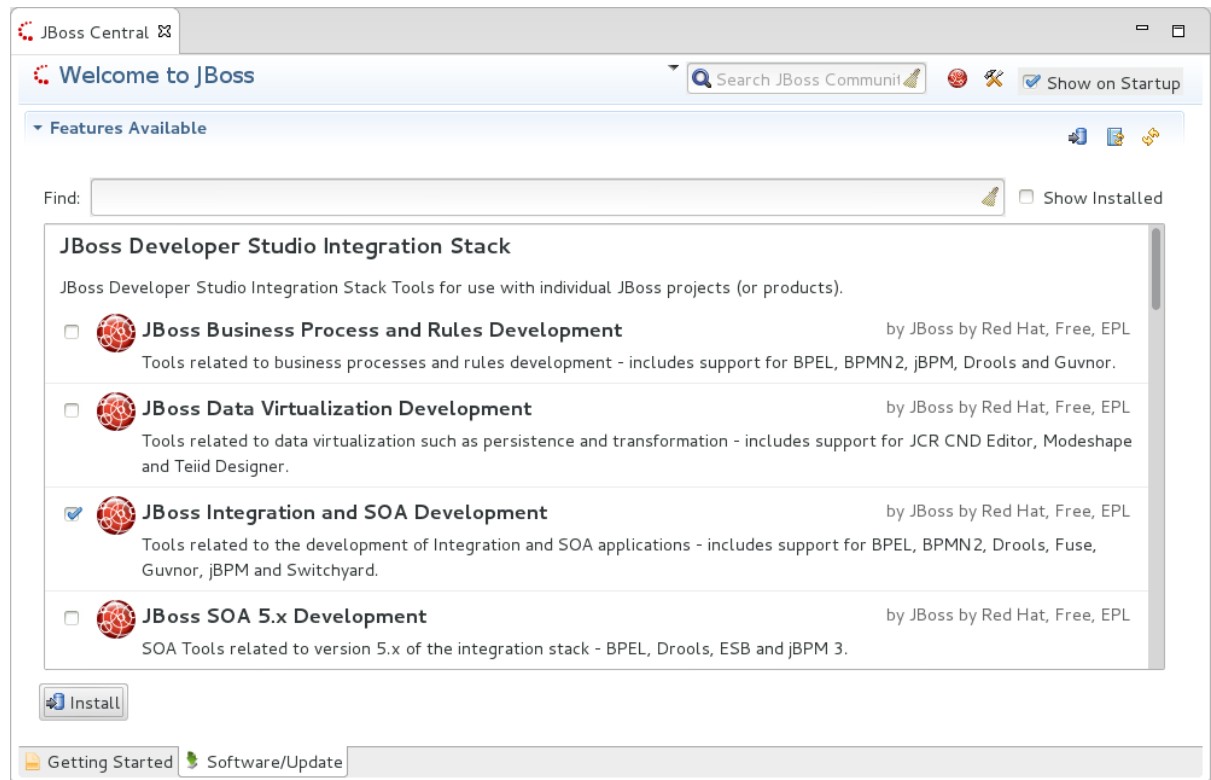 JBoss Central
Welcome to JBoss
Search JBoss Communit
Show on Startup
Features Available
Find:
Show Installed
JBoss Developer Studio Integration Stack
JBoss Developer Studio Integration Stack Tools for use with individual JBoss projects (or products).
JBoss Business Process and Rules Development
by JBoss by Red Hat, Free, EPL
Tools related to business processes and rules development - includes support for BPEL, BPMN2, jBPM, Drools and Guvnor.
JBoss Data Virtualization Development
by JBoss by Red Hat, Free, EPL
Tools related to data virtualization such as persistence and transformation - includes support for JCR CND Editor, Modeshape
and Teiid Designer.
JBoss Integration and SOA Development
by JBoss by Red Hat, Free, EPL
Tools related to the development of Integration and SOA applications - includes support for BPEL, BPMN2, Drools, Fuse,
Guvnor, jBPM and Switchyard.
JBoss SOA 5.x Development
by JBoss by Red Hat, Free, EPL
SOA Tools related to version 5.x of the integration stack - BPEL, Drools, ESB and jBPM 3.
Install
Getting Started
Software/Update